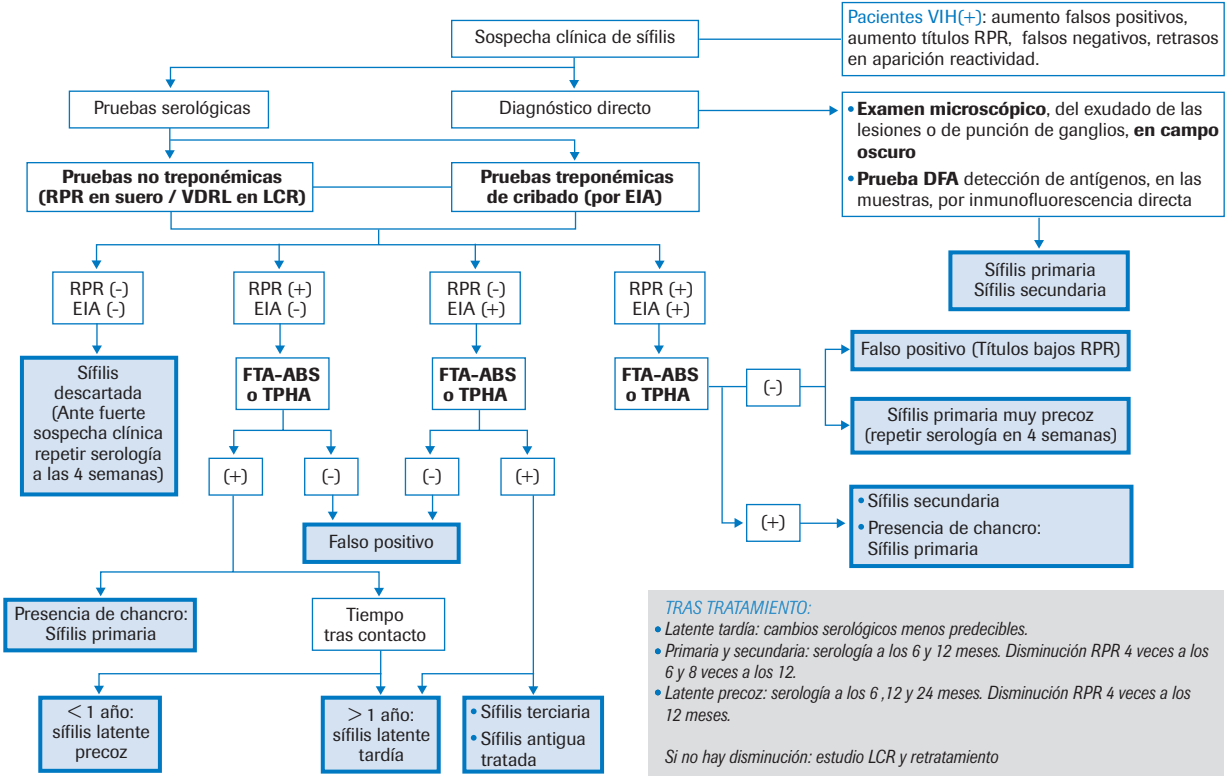 Sospecha clínica de sífilis
Pacientes VIH(+): aumento falsos positivos,
aumento títulos RPR, falsos negativos, retrasos
en aparición reactividad.
Pruebas serológicas
Diagnóstico directo
• Examen microscópico, del exudado de las
lesiones o de punción de ganglios, en campo
oscuro
• Prueba DFA detección de antígenos, en las
muestras, por inmunofluorescencia directa
Pruebas no treponémicas
(RPR en suero / VDRL en LCR)
Pruebas treponémicas
de cribado (por EIA)
Sífilis primaria
Sífilis secundaria
RPR (-)
EIA (-)
RPR (+)
EIA (-)
RPR (-)
EIA (+)
RPR (+)
EIA (+)
Sífilis
descartada
(Ante fuerte
sospecha clínica
repetir serología
a las 4 semanas)
FTA-ABS
o TPHA
FTA-ABS
o TPHA
FTA-ABS
o TPHA
(-)
Falso positivo (Títulos bajos RPR)
Sífilis primaria muy precoz
(repetir serología en 4 semanas)
(+)
(-)
(-)
(+)
(+)
• Sífilis secundaria
• Presencia de chancro:
Sífilis primaria
Falso positivo
Presencia de chancro:
Sífilis primaria
Tiempo
tras contacto
< 1 año:
sífilis latente
precoz
> 1 año:
sífilis latente
tardía
• Sífilis terciaria
• Sífilis antigua
tratada
TRAS TRATAMIENTO:
• Latente tardía: cambios serológicos menos predecibles.
• Primaria y secundaria: serología a los 6 y 12 meses. Disminución RPR 4 veces a los
6 y 8 veces a los 12.
• Latente precoz: serología a los 6 ,12 y 24 meses. Disminución RPR 4 veces a los
12 meses.
Si no hay disminución: estudio LCR y retratamiento